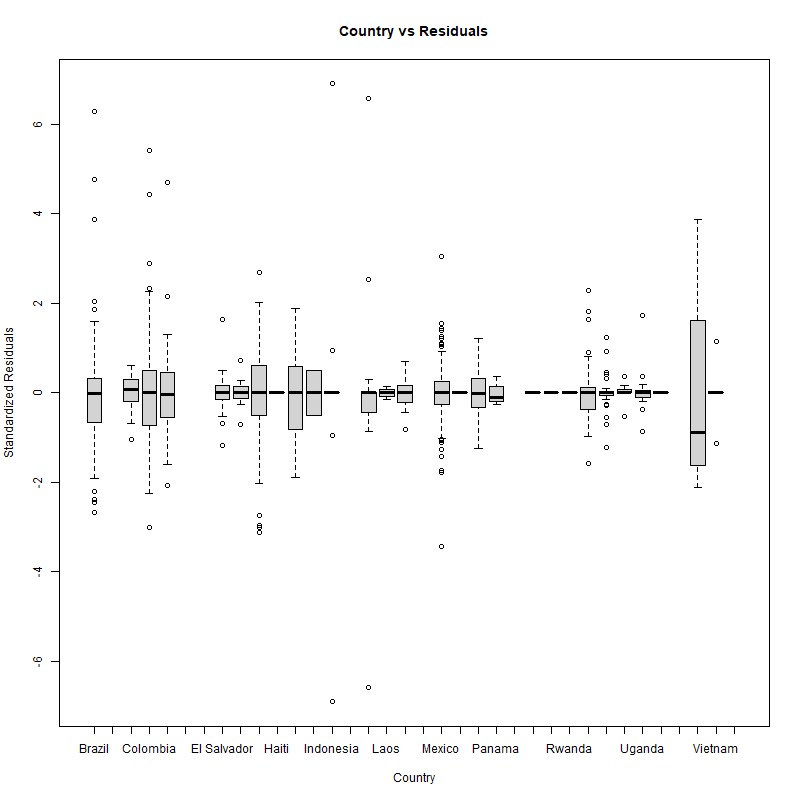 Country vs Residuals
Standardized Residuals
6
4
2
0
-2
-4
-6
Brazil Colombia El Salvador Haiti Indonesia Laos Mexico Panama Rwanda Uganda Vietnam
Country